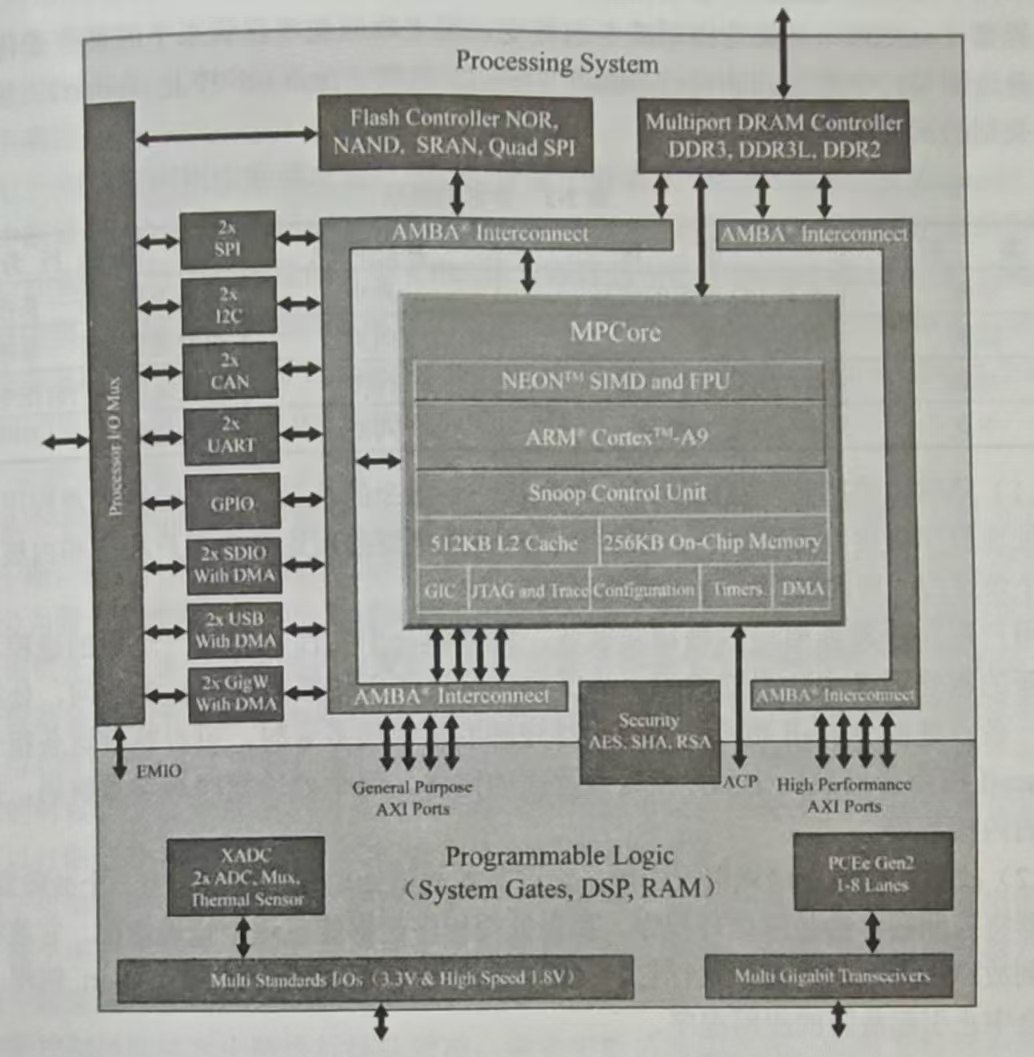 Processing System
Flash Controller NOR,
NAND, SRAN, Quad SPI
Multiport DRAM Controller
DDR3, DDR3L, DDR2
AMBA® Interconnect
AMBA® Interconnect
Processor I/O Mux
2x
SPI
2x
I2C
2x
CAN
2x
UART
GPIO
2x SDIO
With DMA
2x USB
With DMA
2x GigW
With DMA
MPCore
NEON™ SIMD and FPU
ARM® Cortex™-A9
Snoop Control Unit
512KB L2 Cache
256KB On-Chip Memory
GIC
JTAG and Trace
Configuration
Timers
DMA
AMBA® Interconnect
AMBA® Interconnect
Security
AES, SHA, RSA
EMIO
General Purpose
AXI Ports
ACP
High Performance
AXI Ports
XADC
2x ADC, Mux,
Thermal Sensor
Programmable Logic
（System Gates, DSP, RAM）
PCEe Gen2
1-8 Lanes
Multi Standards I/Os（3.3V & High Speed 1.8V）
Multi Gigabit Transceivers